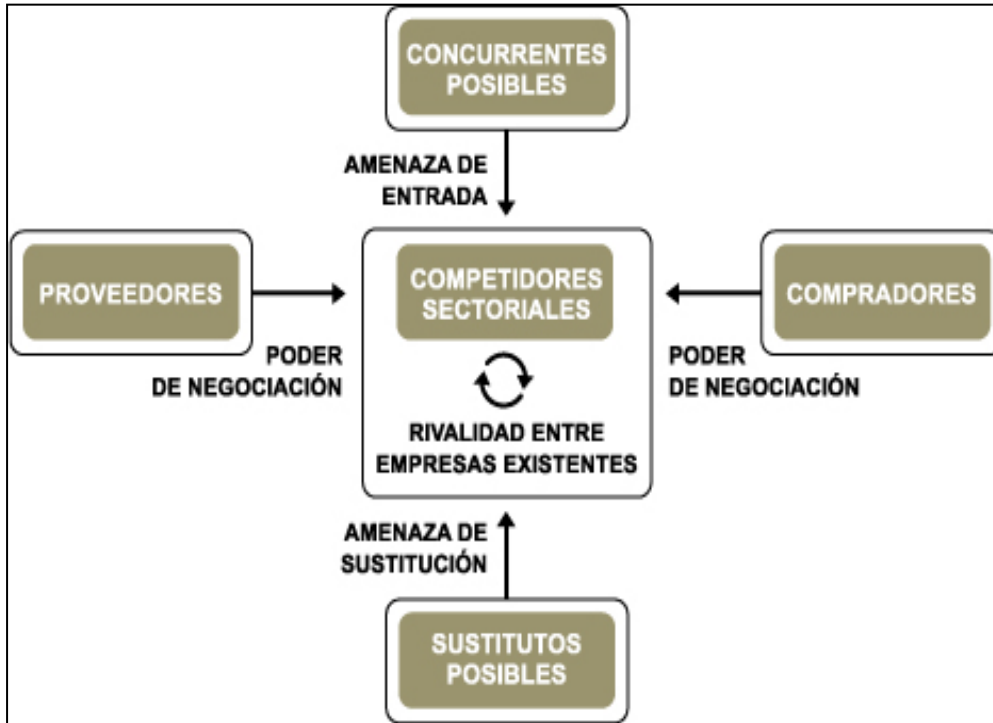 CONCURRENTES
POSIBLES
AMENAZA DE
ENTRADA
PROVEEDORES
COMPETIDORES
SECTORIALES
COMPRADORES
PODER
DE NEGOCIACIÓN
PODER
DE NEGOCIACIÓN
RIVALIDAD ENTRE
EMPRESAS EXISTENTES
AMENAZA DE
SUSTITUCIÓN
SUSTITUTOS
POSIBLES